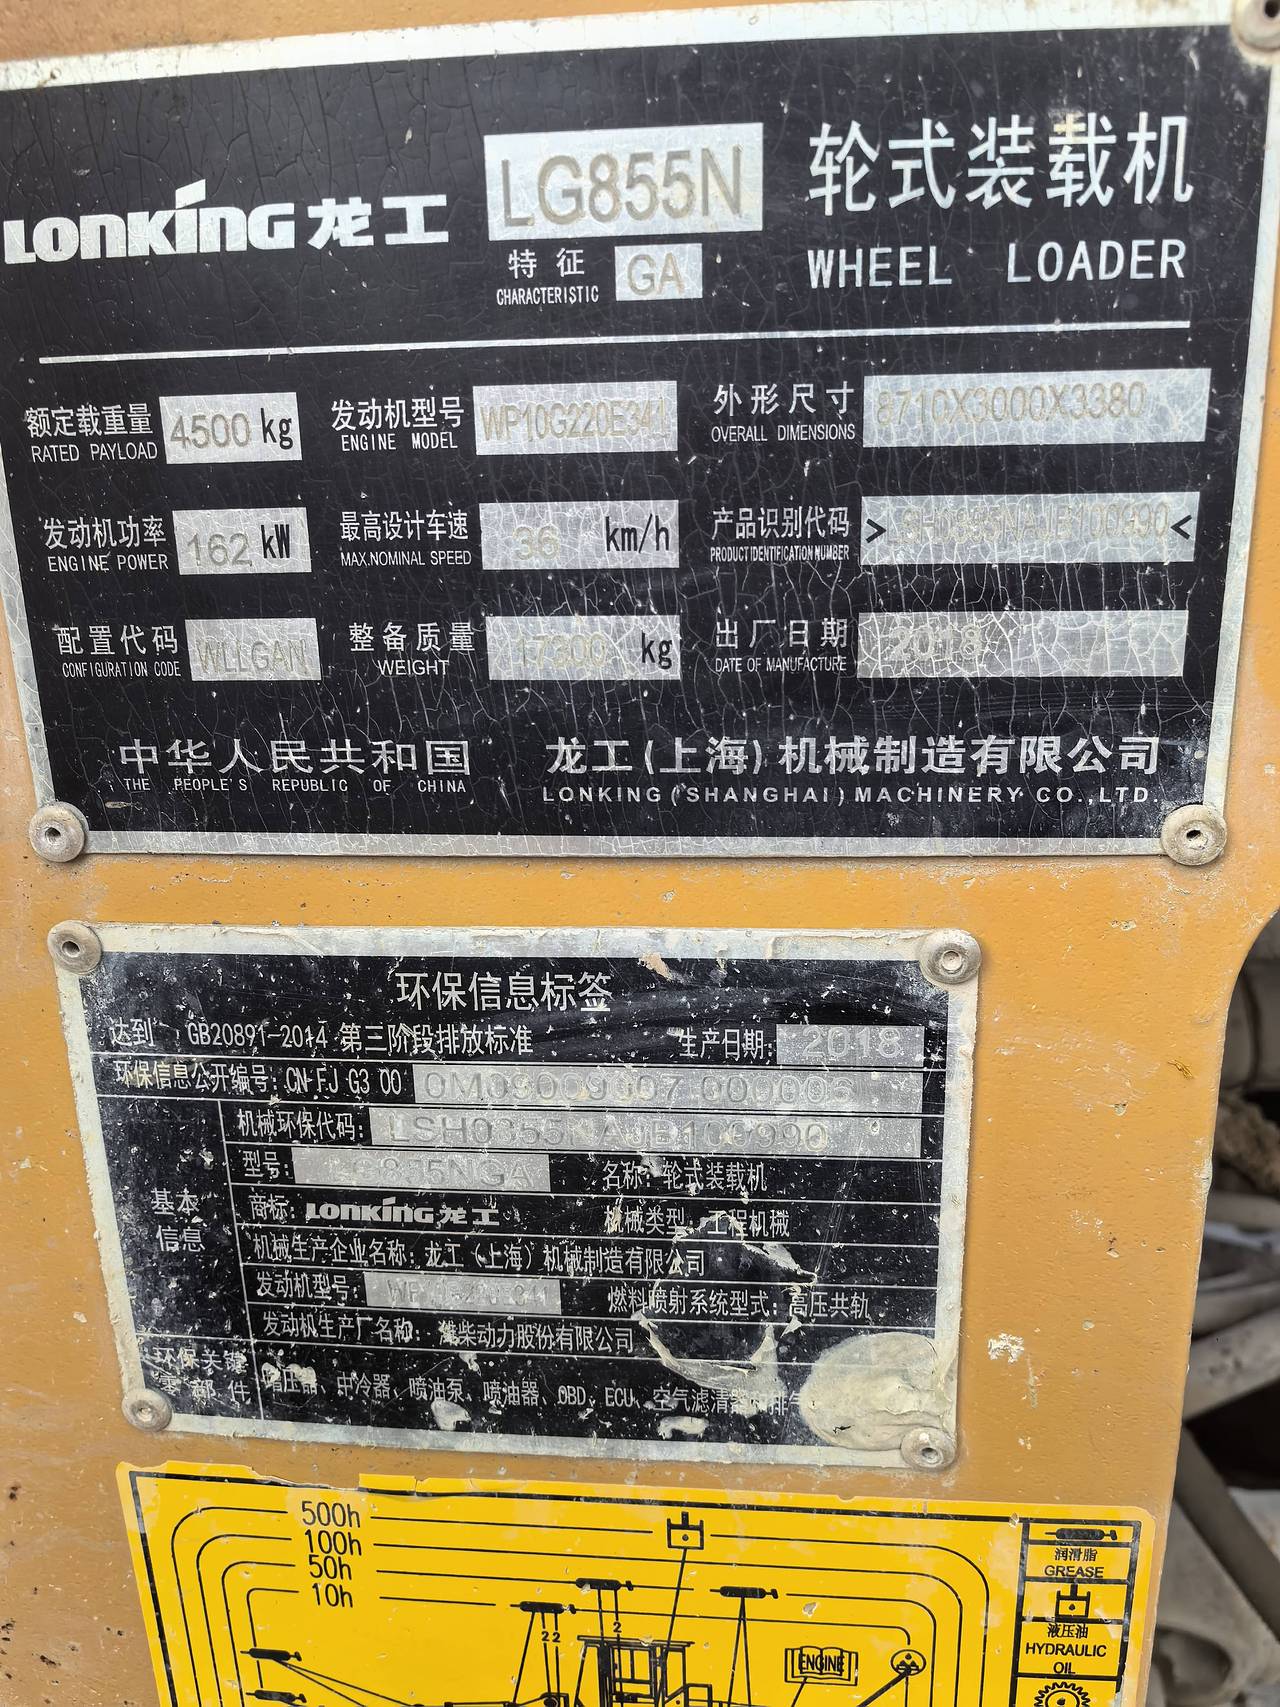 LONKING 龙工 LG855N 轮式装载机
特征 GA WHEEL LOADER
CHARACTERISTIC
额定载重量 4500 kg 发动机型号 WP10G220E341 外形尺寸 8710X3000X3380
RATED PAYLOAD ENGINE MODEL OVERALL DIMENSIONS
发动机功率 162 kW 最高设计车速 36 km/h 产品识别代码 >LSH0855NAJB100990<
ENGINE POWER MAX.NOMINAL SPEED PRODUCT IDENTIFICATION NUMBER
配置代码 WLLGAN 整备质量 17300 kg 出厂日期 2018
CONFIGURATION CODE WEIGHT DATE OF MANUFACTURE
中华人民共和国 龙工(上海)机械制造有限公司
THE PEOPLE'S REPUBLIC OF CHINA LONKING(SHANGHAI)MACHINERY CO.,LTD.
环保信息标签
达到 GB20891-2014 第三阶段排放标准 生产日期: 2018
环保信息公开编号: CN FJ G3 00 000006
机械环保代码: LSH0855NAJB100990
型号: LG855NGA 名称: 轮式装载机
基本信息
商标: LONKING 龙工 机械类型: 工程机械
机械生产企业名称: 龙工(上海)机械制造有限公司
发动机型号: 燃料喷射系统型式: 高压共轨
发动机生产厂名称: 潍柴动力股份有限公司
环保关键零部件 增压器、中冷器、喷油泵、喷油器、OBD、ECU、空气滤清器和排气
500h
100h
50h
10h
润滑脂
GREASE
2 2 2
液压油
HYDRAULIC
OIL
ENGINE